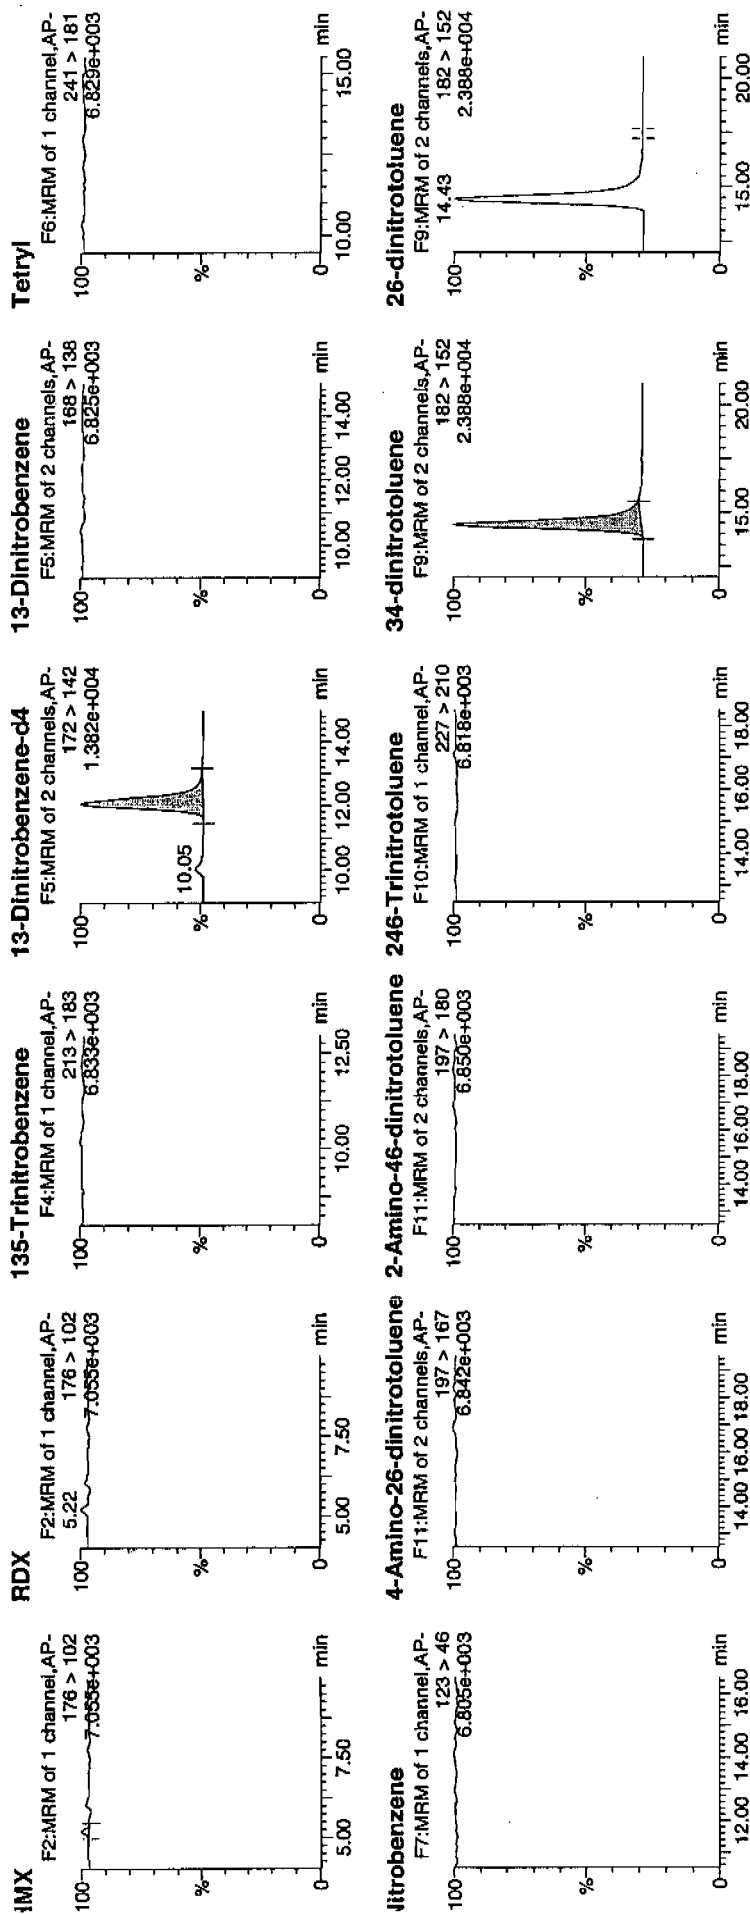 HMX
F2:MRM of 1 channel,AP-
176 > 102
7.055e+003
100
%
0
5.00
7.50
min
RDX
F2:MRM of 1 channel,AP-
5.22
176 > 102
7.055e+003
100
%
0
5.00
7.50
min
135-Trinitrobenzene
F4:MRM of 1 channel,AP-
213 > 183
6.833e+003
100
%
0
10.00
12.50
min
13-Dinitrobenzene-d4
F5:MRM of 2 channels,AP-
172 > 142
1.382e+004
100
10.05
%
0
10.00
12.00
14.00
min
13-Dinitrobenzene
F5:MRM of 2 channels,AP-
168 > 138
6.825e+003
100
%
0
10.00
12.00
14.00
min
Tetryl
F6:MRM of 1 channel,AP-
241 > 181
6.829e+003
100
%
0
10.00
15.00
min
Nitrobenzene
F7:MRM of 1 channel,AP-
123 > 46
6.805e+003
100
%
0
12.00
14.00
16.00
min
4-Amino-26-dinitrotoluene
F11:MRM of 2 channels,AP-
197 > 167
6.842e+003
100
%
0
14.00 16.00 18.00
min
2-Amino-46-dinitrotoluene
F11:MRM of 2 channels,AP-
197 > 180
6.850e+003
100
%
0
14.00 16.00 18.00
min
246-Trinitrotoluene
F10:MRM of 1 channel,AP-
227 > 210
6.818e+003
100
%
0
14.00
16.00
18.00
min
34-dinitrotoluene
F9:MRM of 2 channels,AP-
182 > 152
2.388e+004
100
%
0
15.00
20.00
min
26-dinitrotoluene
F9:MRM of 2 channels,AP-
14.43
182 > 152
2.388e+004
100
%
0
15.00
20.00
min